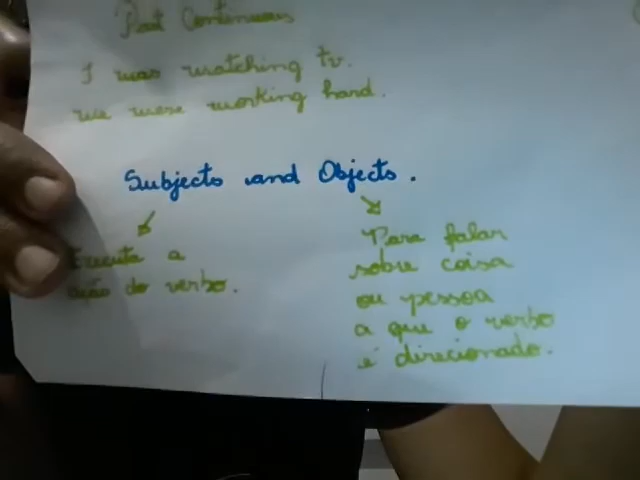 Past Continuous
I was watching tv.
we were working hard.
Subjects and Objects.
Executa a
ação do verbo.
Para falar
sobre coisa
ou pessoa
a que o verbo
é direcionado.